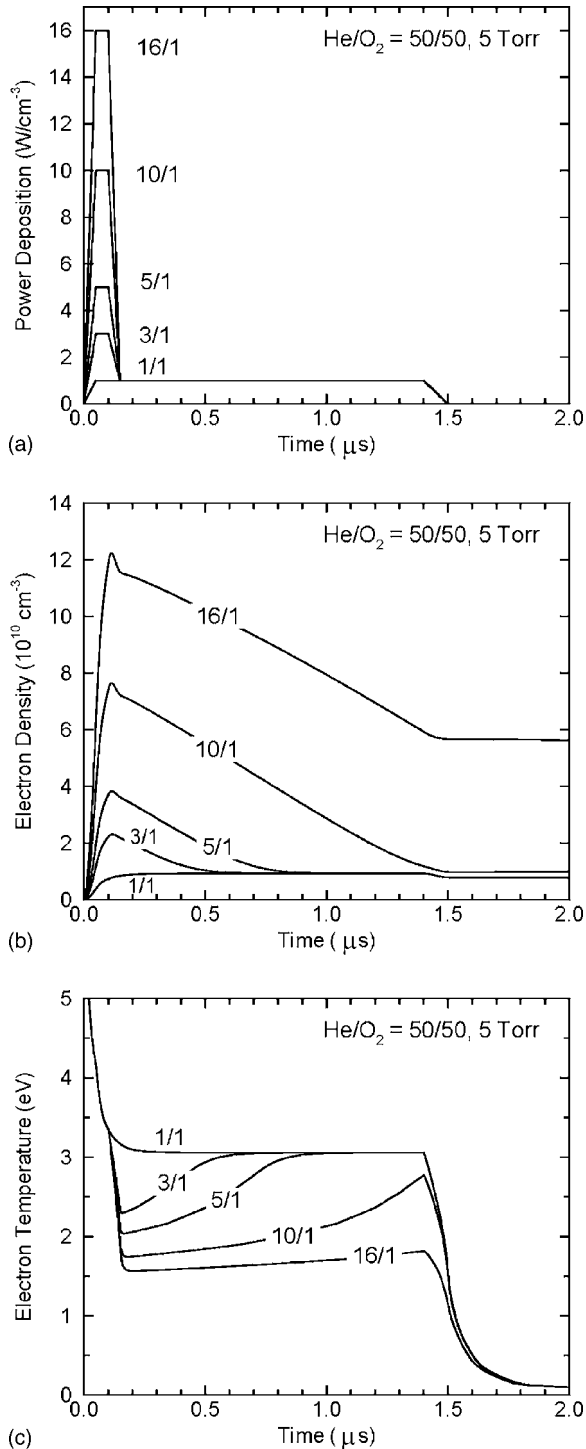 He/O₂ = 50/50, 5 Torr
16/1
10/1
5/1
3/1
1/1
Power Deposition (W/cm⁻³)
16
14
12
10
8
6
4
2
0
0.0 0.5 1.0 1.5 2.0
Time ( μs)
(a)
He/O₂ = 50/50, 5 Torr
16/1
10/1
5/1
3/1
1/1
Electron Density (10¹⁰ cm⁻³)
14
12
10
8
6
4
2
0
0.0 0.5 1.0 1.5 2.0
Time ( μs)
(b)
He/O₂ = 50/50, 5 Torr
1/1
3/1
5/1
10/1
16/1
Electron Temperature (eV)
5
4
3
2
1
0
0.0 0.5 1.0 1.5 2.0
Time ( μs)
(c)